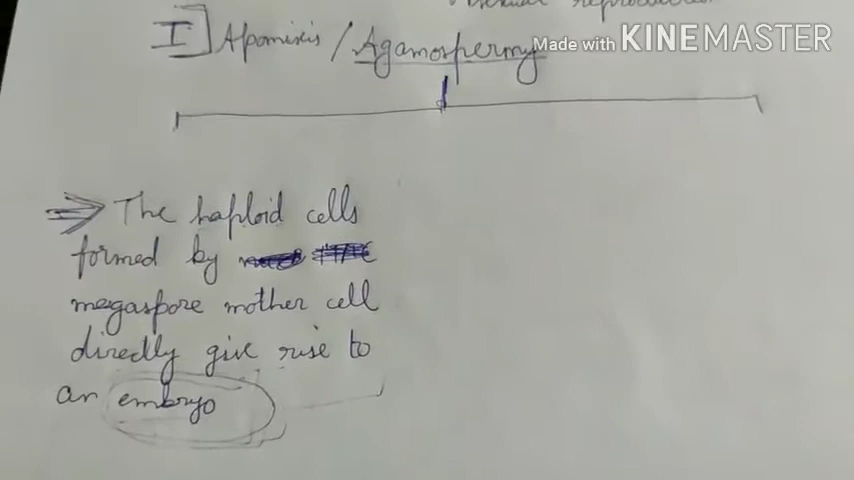 reproduction
I] Apomixis / Agamospermy
Made with KINEMASTER
⇒ The haploid cells
formed by
megaspore mother cell
directly give rise to
an embryo